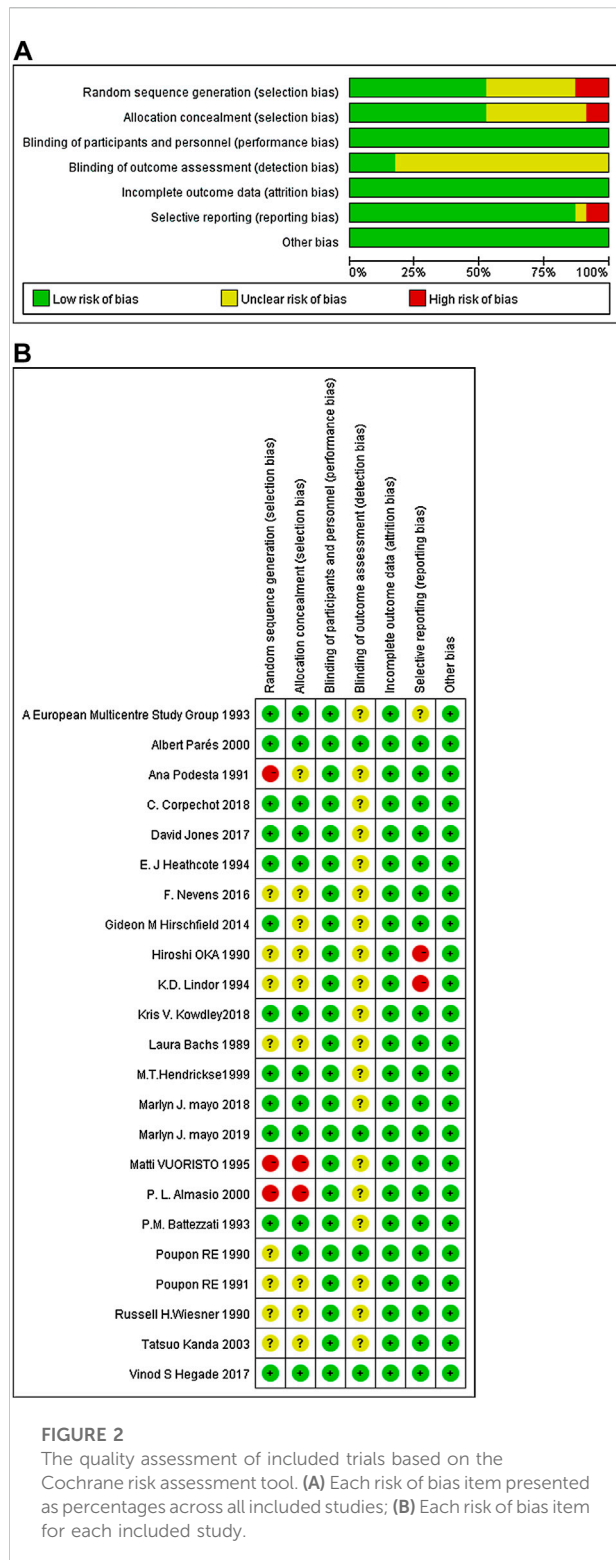 A
Random sequence generation (selection bias)
Allocation concealment (selection bias)
Blinding of participants and personnel (performance bias)
Blinding of outcome assessment (detection bias)
Incomplete outcome data (attrition bias)
Selective reporting (reporting bias)
Other bias
0% 25% 50% 75% 100%
Low risk of bias Unclear risk of bias High risk of bias
B
Random sequence generation (selection bias)
Allocation concealment (selection bias)
Blinding of participants and personnel (performance bias)
Blinding of outcome assessment (detection bias)
Incomplete outcome data (attrition bias)
Selective reporting (reporting bias)
Other bias
A European Multicentre Study Group 1993 + + + ? + ? +
Albert Parés 2000 + + + + + + +
Ana Podesta 1991 - ? + ? + + +
C. Corpechot 2018 + + + ? + + +
David Jones 2017 + + + ? + + +
E. J Heathcote 1994 + + + ? + + +
F. Nevens 2016 ? ? + ? + + +
Gideon M Hirschfield 2014 + ? + ? + + +
Hiroshi OKA 1990 ? ? + ? + - +
K.D. Lindor 1994 ? ? + ? + - +
Kris V. Kowdley2018 + + + ? + + +
Laura Bachs 1989 ? ? + ? + + +
M.T.Hendrickse1999 + + + ? + + +
Marlyn J. mayo 2018 + + + ? + + +
Marlyn J. mayo 2019 + + + + + + +
Matti VUORISTO 1995 - - + ? + + +
P. L. Almasio 2000 - - + ? + + +
P.M. Battezzati 1993 + + + ? + + +
Poupon RE 1990 ? + + + + + +
Poupon RE 1991 ? ? + ? + + +
Russell H.Wiesner 1990 ? ? + ? + + +
Tatsuo Kanda 2003 ? ? + ? + + +
Vinod S Hegade 2017 + + + + + + +
FIGURE 2
The quality assessment of included trials based on the
Cochrane risk assessment tool. (A) Each risk of bias item presented
as percentages across all included studies; (B) Each risk of bias item
for each included study.